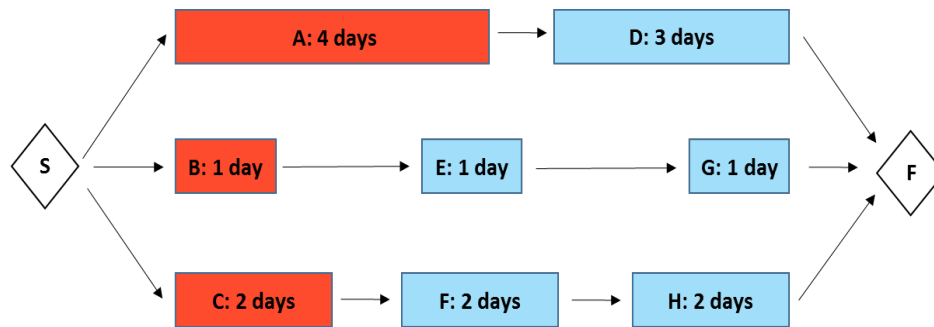 A: 4 days
D: 3 days
S
B: 1 day
E: 1 day
G: 1 day
F
C: 2 days
F: 2 days
H: 2 days